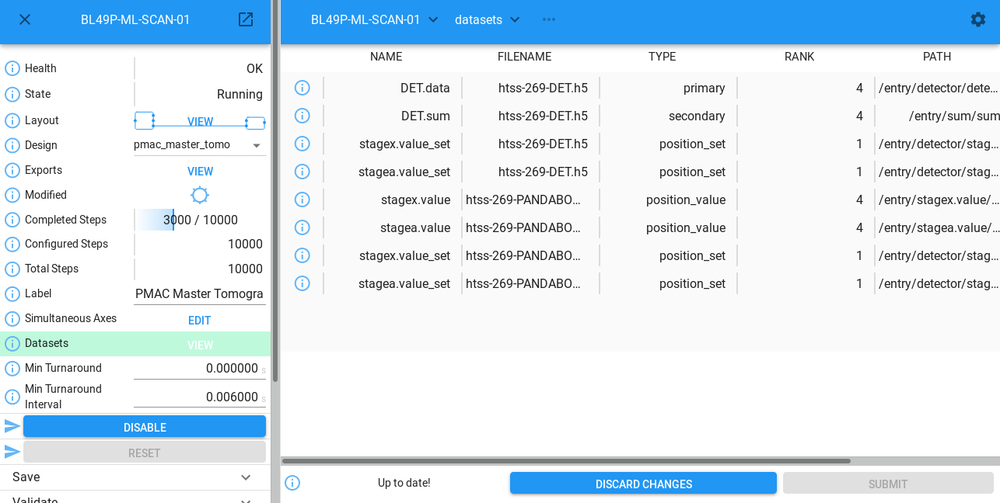 BL49P-ML-SCAN-01
Health OK
State Running
Layout VIEW
Design pmac_master_tomo
Exports VIEW
Modified
Completed Steps 3000 / 10000
Configured Steps 10000
Total Steps 10000
Label PMAC Master Tomogra
Simultaneous Axes EDIT
Datasets VIEW
Min Turnaround 0.000000 s
Min Turnaround
Interval 0.006000 s
DISABLE
RESET
Save
Validate
BL49P-ML-SCAN-01 datasets ...
NAME FILENAME TYPE RANK PATH
DET.data htss-269-DET.h5 primary 4 /entry/detector/dete...
DET.sum htss-269-DET.h5 secondary 4 /entry/sum/sum
stagex.value_set htss-269-DET.h5 position_set 1 /entry/detector/stag...
stagea.value_set htss-269-DET.h5 position_set 1 /entry/detector/stag...
stagex.value htss-269-PANDABO... position_value 4 /entry/stagex.value/...
stagea.value htss-269-PANDABO... position_value 4 /entry/stagea.value/...
stagex.value_set htss-269-PANDABO... position_set 1 /entry/detector/stag...
stagea.value_set htss-269-PANDABO... position_set 1 /entry/detector/stag...
Up to date! DISCARD CHANGES SUBMIT